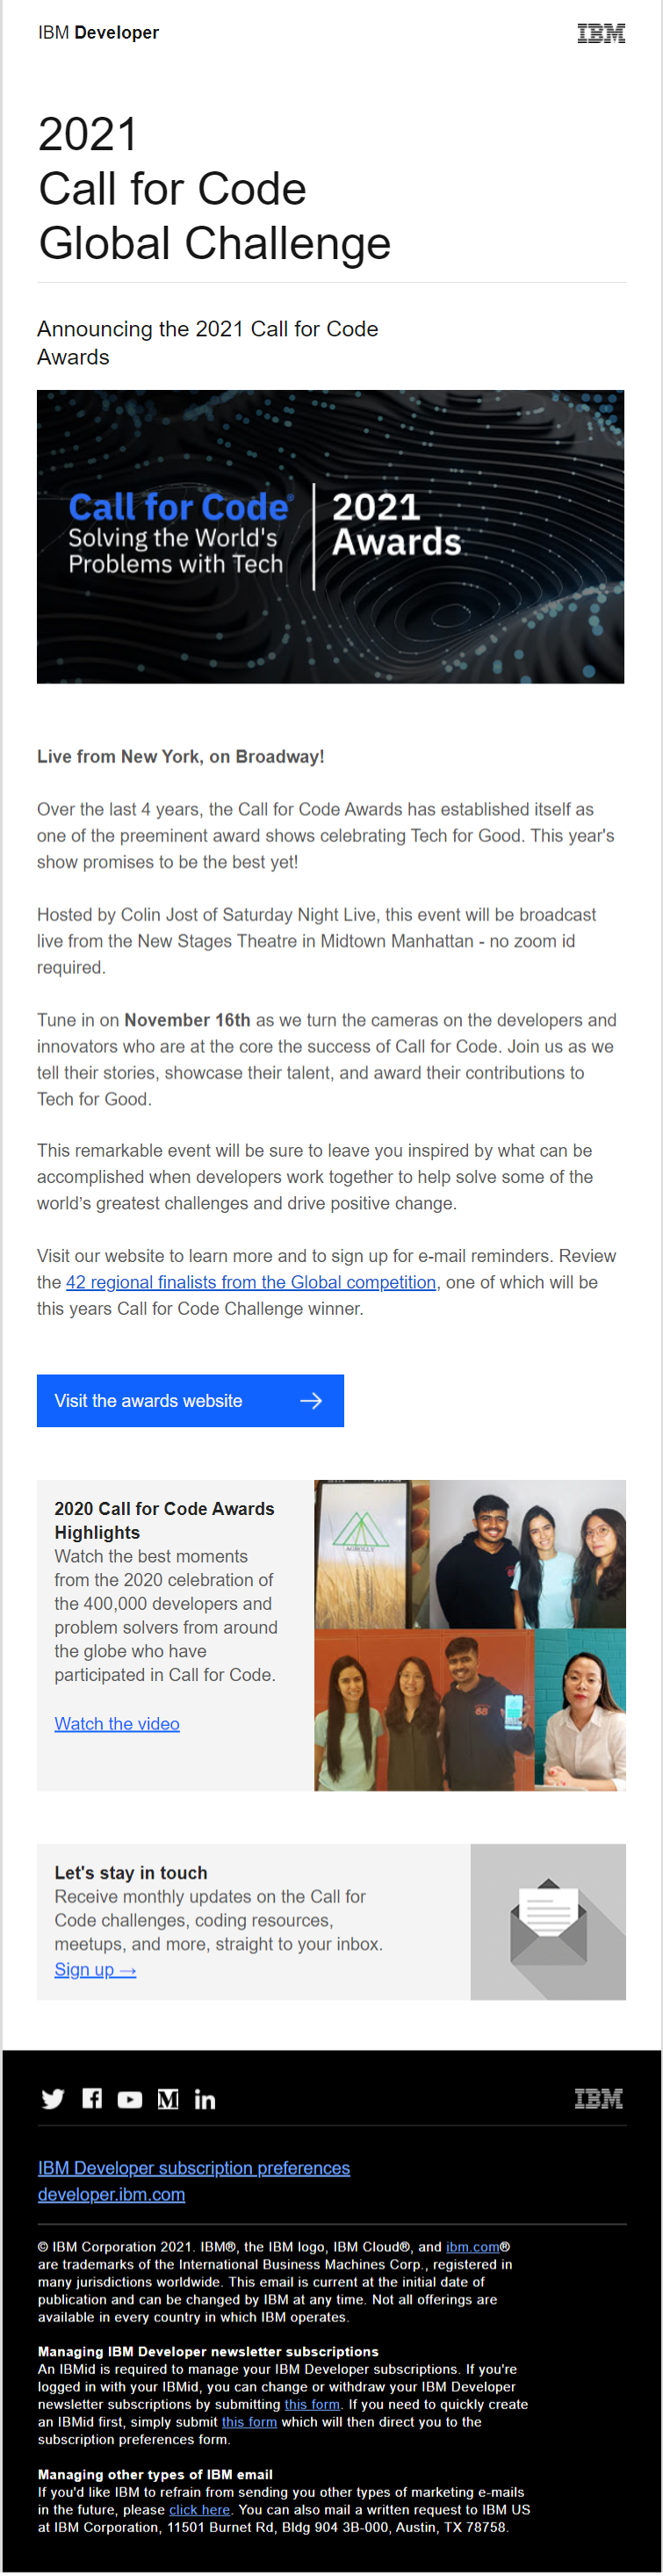 IBM Developer
IBM
2021
Call for Code
Global Challenge
Announcing the 2021 Call for Code
Awards
Call for Code®
Solving the World's
Problems with Tech
2021
Awards
Live from New York, on Broadway!
Over the last 4 years, the Call for Code Awards has established itself as
one of the preeminent award shows celebrating Tech for Good. This year's
show promises to be the best yet!
Hosted by Colin Jost of Saturday Night Live, this event will be broadcast
live from the New Stages Theatre in Midtown Manhattan - no zoom id
required.
Tune in on November 16th as we turn the cameras on the developers and
innovators who are at the core the success of Call for Code. Join us as we
tell their stories, showcase their talent, and award their contributions to
Tech for Good.
This remarkable event will be sure to leave you inspired by what can be
accomplished when developers work together to help solve some of the
world’s greatest challenges and drive positive change.
Visit our website to learn more and to sign up for e-mail reminders. Review
the 42 regional finalists from the Global competition, one of which will be
this years Call for Code Challenge winner.
Visit the awards website →
2020 Call for Code Awards
Highlights
Watch the best moments
from the 2020 celebration of
the 400,000 developers and
problem solvers from around
the globe who have
participated in Call for Code.
Watch the video
AGROLLY
68
Let's stay in touch
Receive monthly updates on the Call for
Code challenges, coding resources,
meetups, and more, straight to your inbox.
Sign up →
IBM
IBM Developer subscription preferences
developer.ibm.com
© IBM Corporation 2021. IBM®, the IBM logo, IBM Cloud®, and ibm.com®
are trademarks of the International Business Machines Corp., registered in
many jurisdictions worldwide. This email is current at the initial date of
publication and can be changed by IBM at any time. Not all offerings are
available in every country in which IBM operates.
Managing IBM Developer newsletter subscriptions
An IBMid is required to manage your IBM Developer subscriptions. If you're
logged in with your IBMid, you can change or withdraw your IBM Developer
newsletter subscriptions by submitting this form. If you need to quickly create
an IBMid first, simply submit this form which will then direct you to the
subscription preferences form.
Managing other types of IBM email
If you'd like IBM to refrain from sending you other types of marketing e-mails
in the future, please click here. You can also mail a written request to IBM US
at IBM Corporation, 11501 Burnet Rd, Bldg 904 3B-000, Austin, TX 78758.